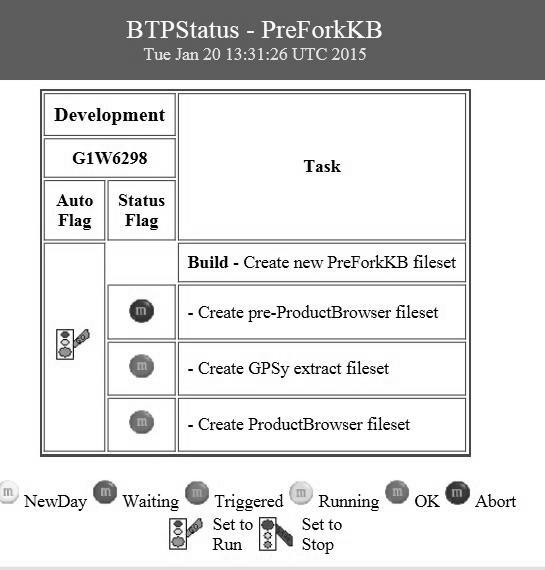 BTPStatus - PreForkKB
Tue Jan 20 13:31:26 UTC 2015
Development
G1W6298
Task
Auto
Flag
Status
Flag
Build - Create new PreForkKB fileset
m
- Create pre-ProductBrowser fileset
m
- Create GPSy extract fileset
m
- Create ProductBrowser fileset
m NewDay m Waiting m Triggered m Running m OK m Abort
Set to
Run
Set to
Stop